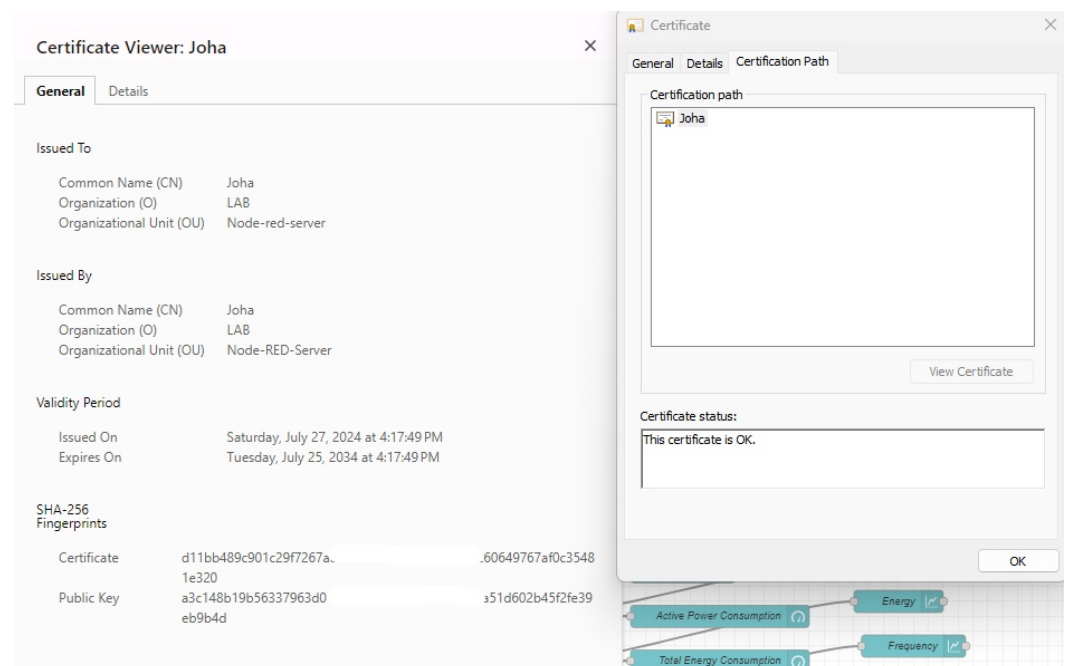 Certificate Viewer: Joha
General Details
Issued To
Common Name (CN) Joha
Organization (O) LAB
Organizational Unit (OU) Node-red-server
Issued By
Common Name (CN) Joha
Organization (O) LAB
Organizational Unit (OU) Node-RED-Server
Validity Period
Issued On Saturday, July 27, 2024 at 4:17:49 PM
Expires On Tuesday, July 25, 2034 at 4:17:49 PM
SHA-256
Fingerprints
Certificate d11bb489c901c29f7267a 60649767af0c3548
1e320
Public Key a3c148b19b56337963d0 a51d602b45f2fe39
eb9b4d
Certificate
General Details Certification Path
Certification path
Joha
View Certificate
Certificate status:
This certificate is OK.
OK
Active Power Consumption
Energy
Total Energy Consumption
Frequency